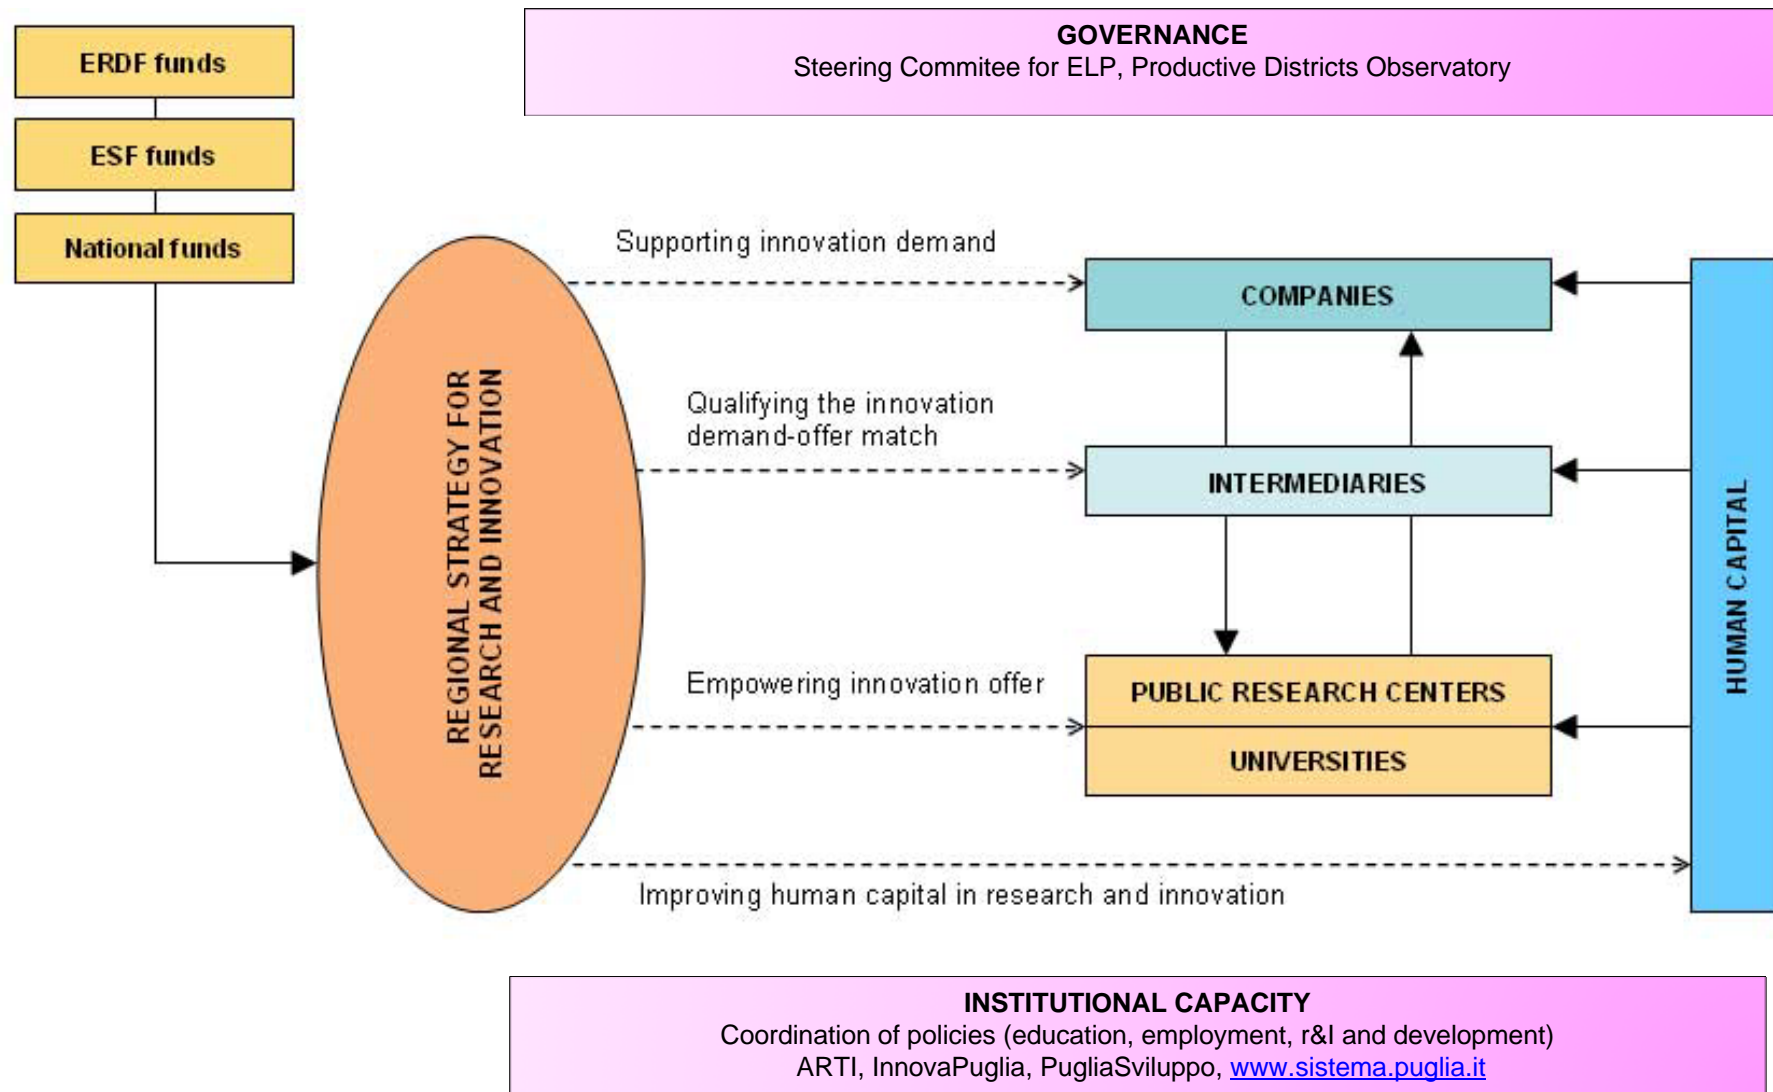 GOVERNANCE
Steering Commitee for ELP, Productive Districts Observatory
ERDF funds
ESF funds
National funds
REGIONAL STRATEGY FOR
RESEARCH AND INNOVATION
Supporting innovation demand
Qualifying the innovation
demand-offer match
Empowering innovation offer
Improving human capital in research and innovation
COMPANIES
INTERMEDIARIES
PUBLIC RESEARCH CENTERS
UNIVERSITIES
HUMAN CAPITAL
INSTITUTIONAL CAPACITY
Coordination of policies (education, employment, r&I and development)
ARTI, InnovaPuglia, PugliaSviluppo, www.sistema.puglia.it